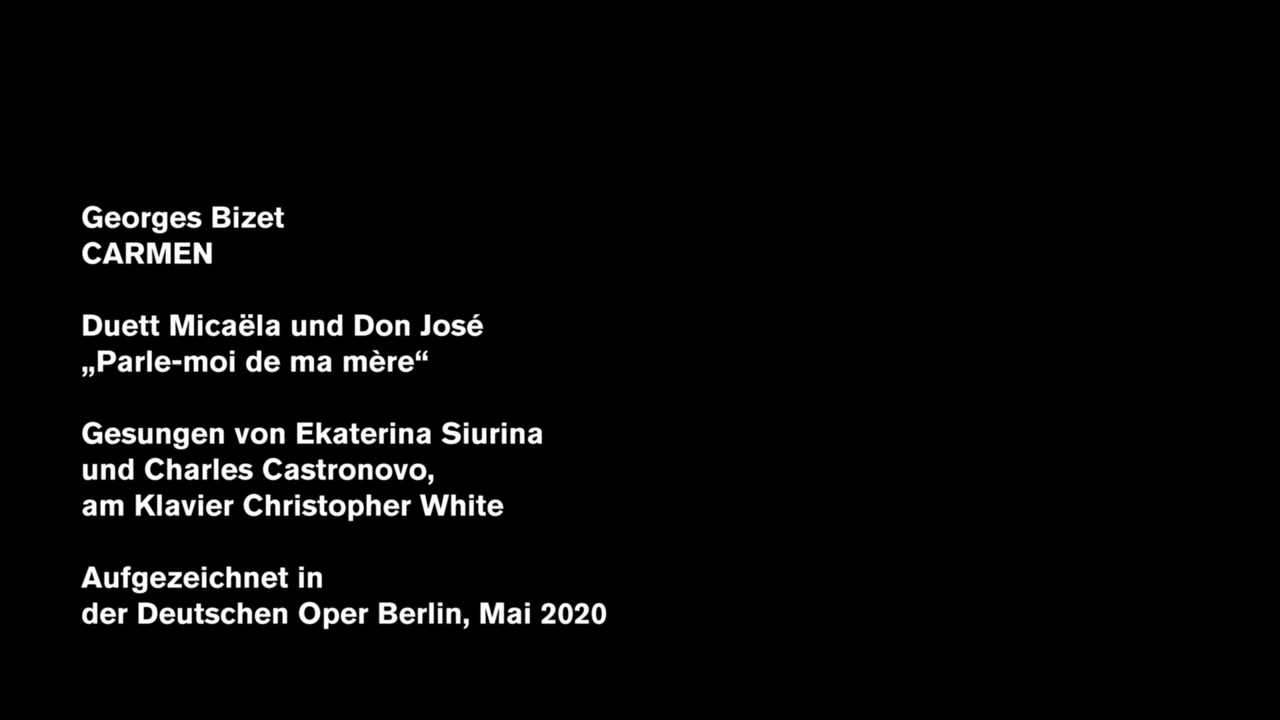 Georges Bizet
CARMEN
Duett Micaëla und Don José
„Parle-moi de ma mère“
Gesungen von Ekaterina Siurina
und Charles Castronovo,
am Klavier Christopher White
Aufgezeichnet in
der Deutschen Oper Berlin, Mai 2020